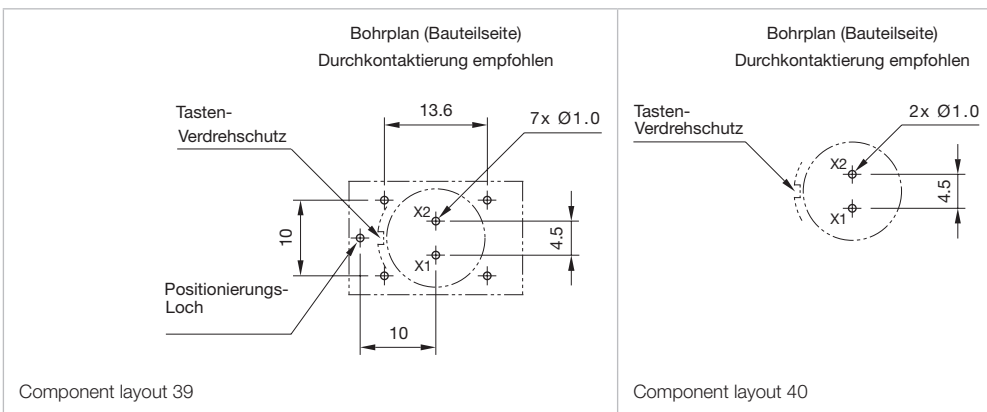 Bohrplan (Bauteilseite)
Durchkontaktierung empfohlen
Tasten-
Verdrehschutz
13.6
7x Ø1.0
X2
X1
10
4.5
Positionierungs-
Loch
10
Component layout 39
Bohrplan (Bauteilseite)
Durchkontaktierung empfohlen
Tasten-
Verdrehschutz
2x Ø1.0
X2
X1
4.5
Component layout 40